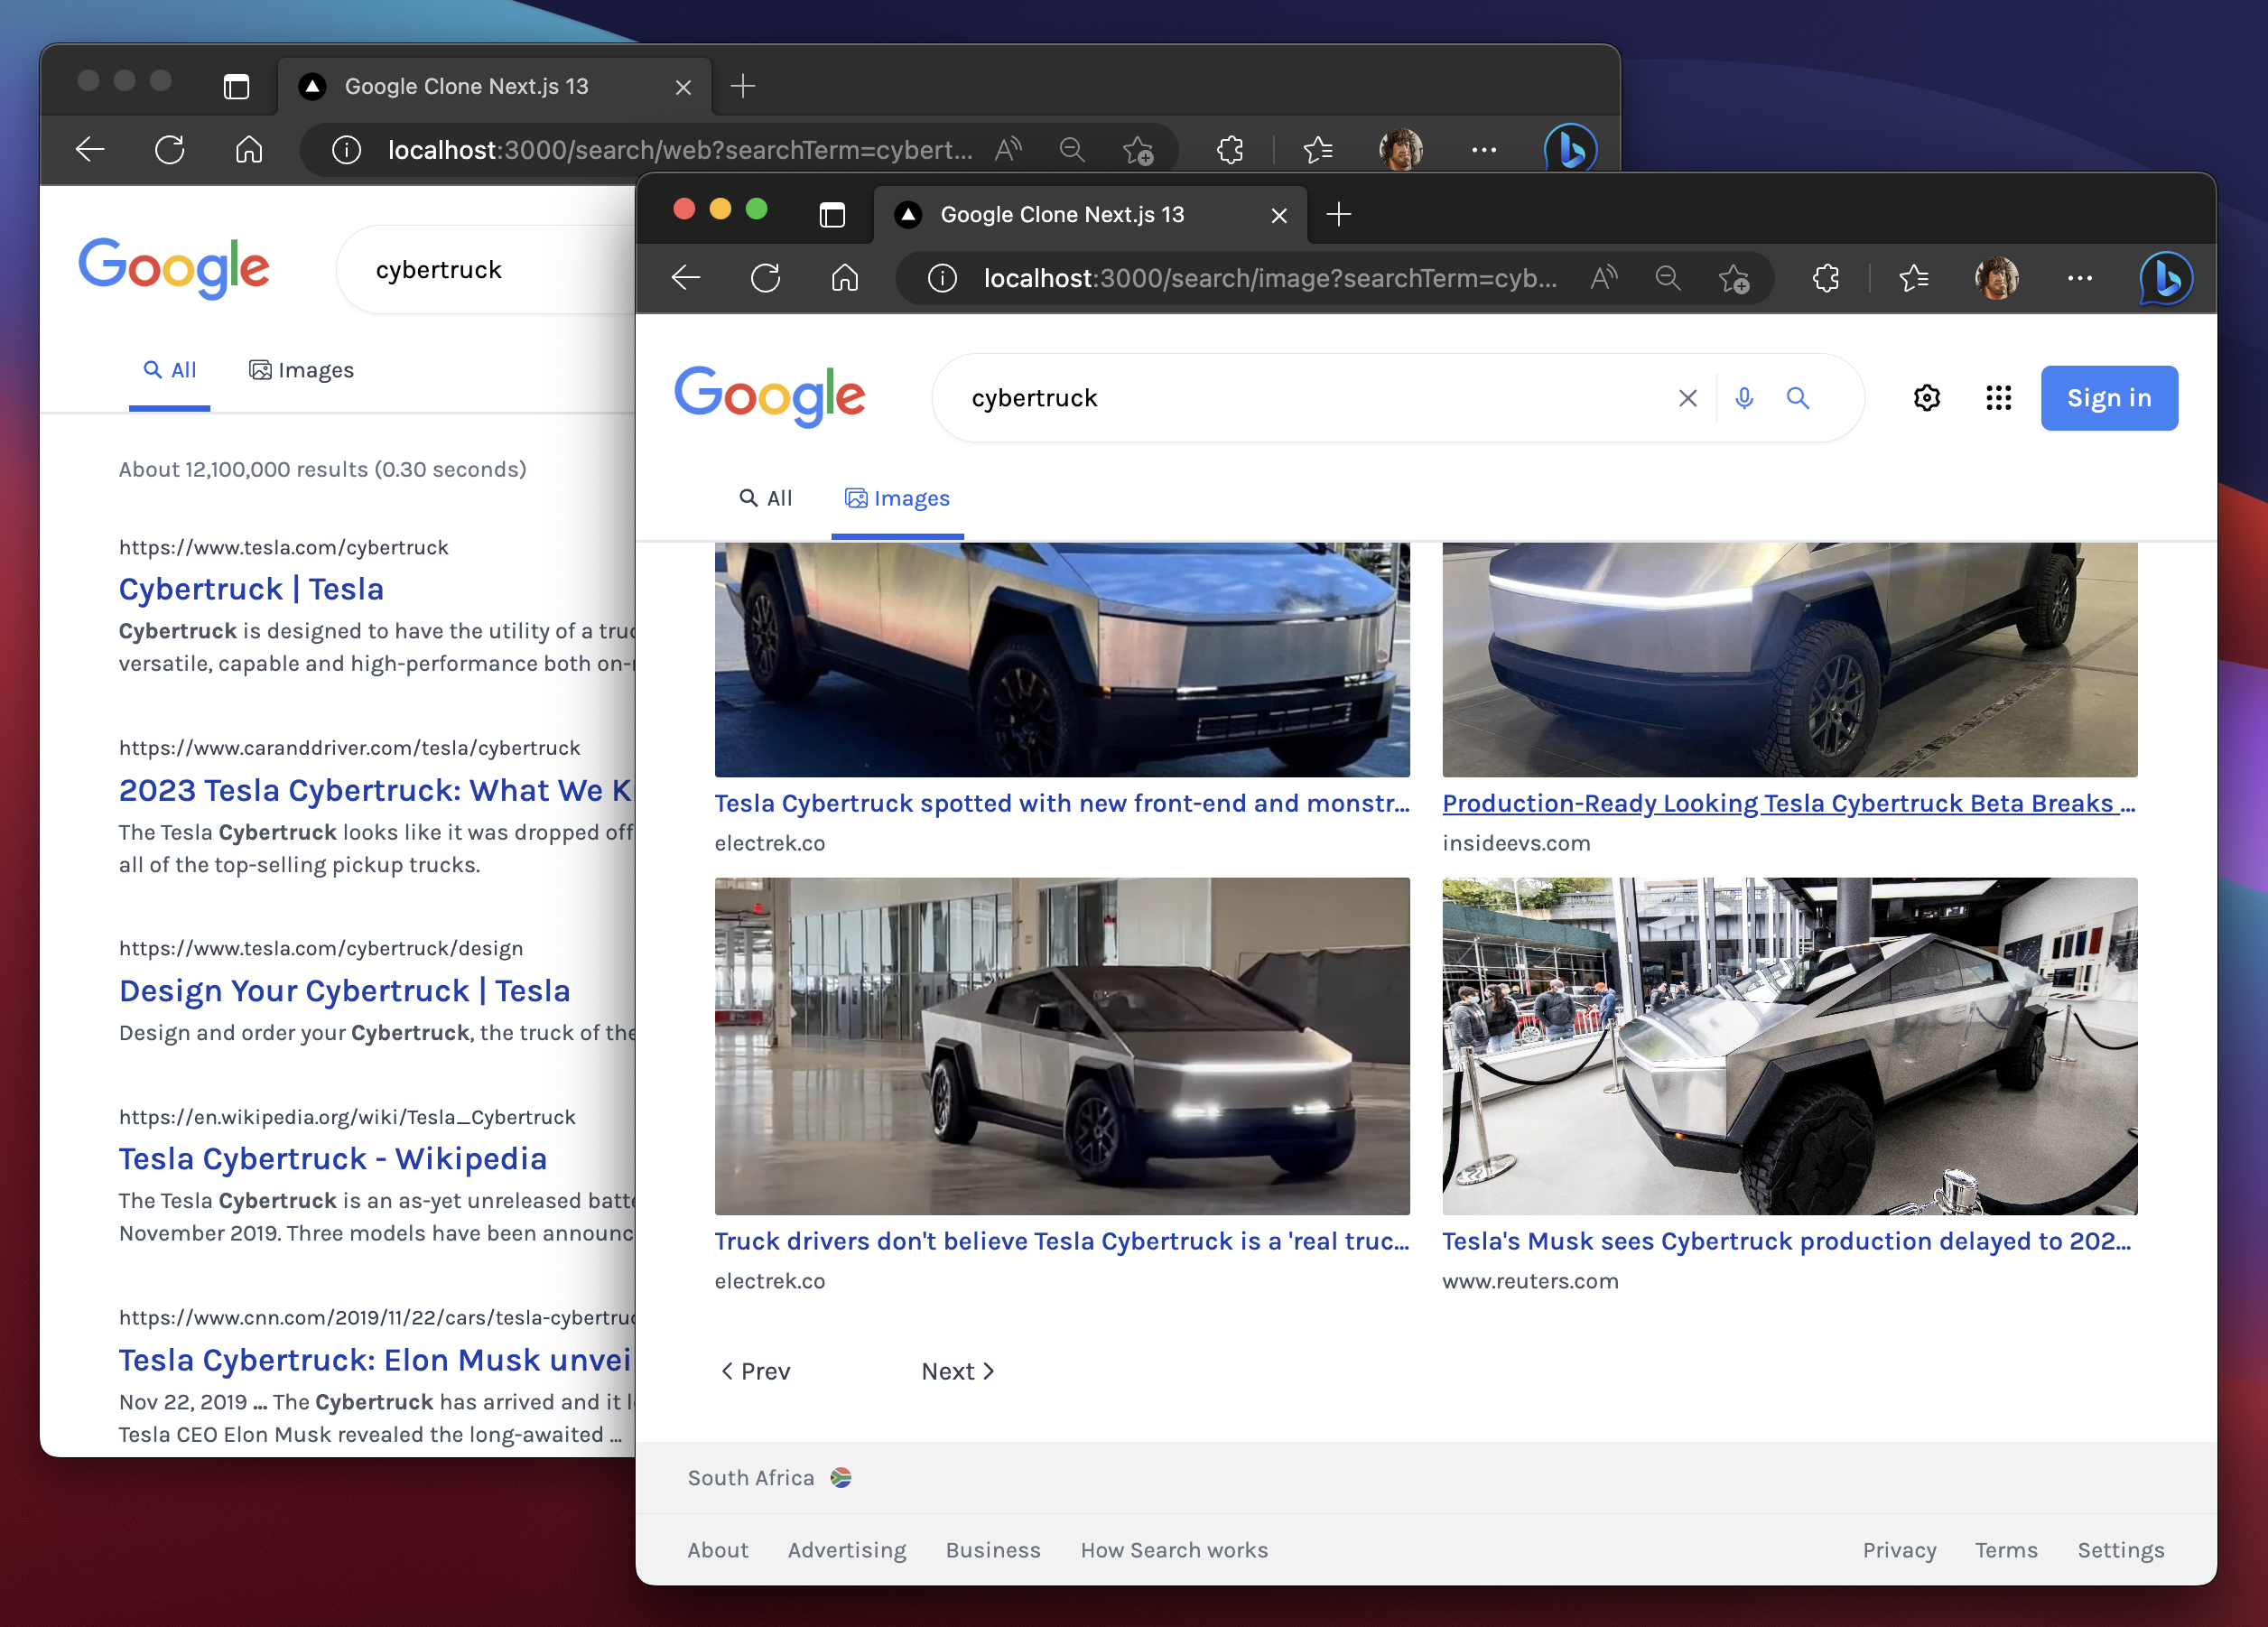 Google Clone Next.js 13
localhost:3000/search/web?searchTerm=cybert...
Google
cybertruck
All
Images
About 12,100,000 results (0.30 seconds)
https://www.tesla.com/cybertruck
Cybertruck | Tesla
Cybertruck is designed to have the utility of a
versatile, capable and high-performance both
https://www.caranddriver.com/tesla/cybertruck
2023 Tesla Cybertruck: What We
The Tesla Cybertruck looks like it was dropped off
all of the top-selling pickup trucks.
https://www.tesla.com/cybertruck/design
Design Your Cybertruck | Tesla
Design and order your Cybertruck, the truck of the
https://en.wikipedia.org/wiki/Tesla_Cybertruck
Tesla Cybertruck - Wikipedia
The Tesla Cybertruck is an as-yet unreleased
November 2019. Three models have been
https://www.cnn.com/2019/11/22/cars/tesla-cybertruc
Tesla Cybertruck: Elon Musk
Nov 22, 2019 ... The Cybertruck has arrived and it
Tesla CEO Elon Musk revealed the long-awaited ...
Google Clone Next.js 13
localhost:3000/search/image?searchTerm=cyb...
Google
cybertruck
Sign in
All
Images
Tesla Cybertruck spotted with new front-end and monstr...
electrek.co
Production-Ready Looking Tesla Cybertruck Beta Breaks ...
insideevs.com
Truck drivers don't believe Tesla Cybertruck is a 'real truc...
electrek.co
Tesla's Musk sees Cybertruck production delayed to 202...
www.reuters.com
Prev
Next
South Africa
About
Advertising
Business
How Search works
Privacy
Terms
Settings